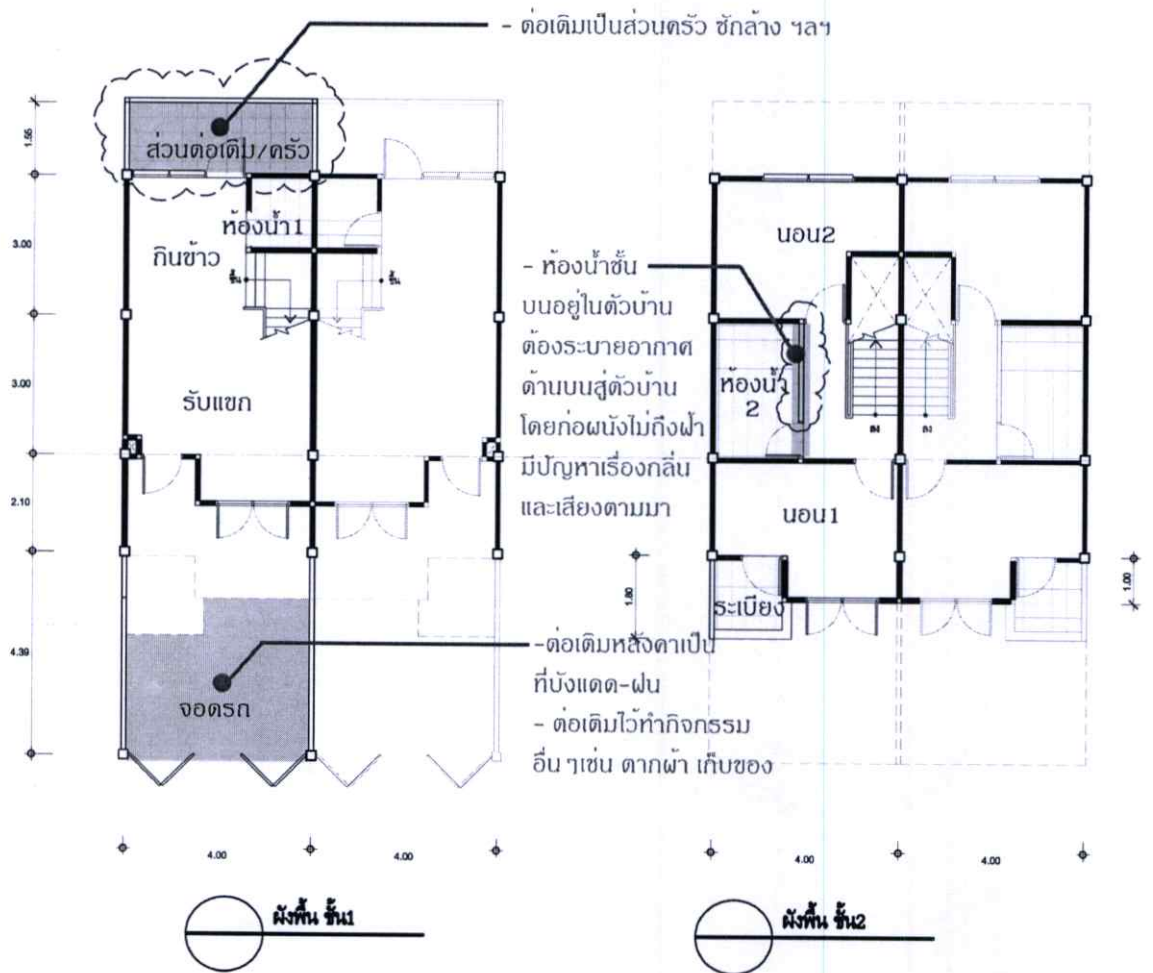 - ต่อเติมเป็นส่วนครัว ซักล้าง ฯลฯ
1.55
ส่วนต่อเติม/ครัว
3.00
ห้องน้ำ1
กินข้าว
ขึ้น
ขึ้น
3.00
รับแขก
2.10
4.39
จอดรถ
4.00
4.00
ผังพื้น ชั้น1
- ห้องน้ำชั้น
บนอยู่ในตัวบ้าน
ต้องระบายอากาศ
ด้านบนสู่ตัวบ้าน
โดยก่อผนังไม่ถึงฝ้า
มีปัญหาเรื่องกลิ่น
และเสียงตามมา
-ต่อเติมหลังคาเป็น
ที่บังแดด-ฝน
- ต่อเติมไว้ทำกิจกรรม
อื่นๆเช่น ตากผ้า เก็บของ
นอน2
ห้องน้ำ
2
ลง
ลง
นอน1
1.80
ระเบียง
1.00
4.00
4.00
ผังพื้น ชั้น2